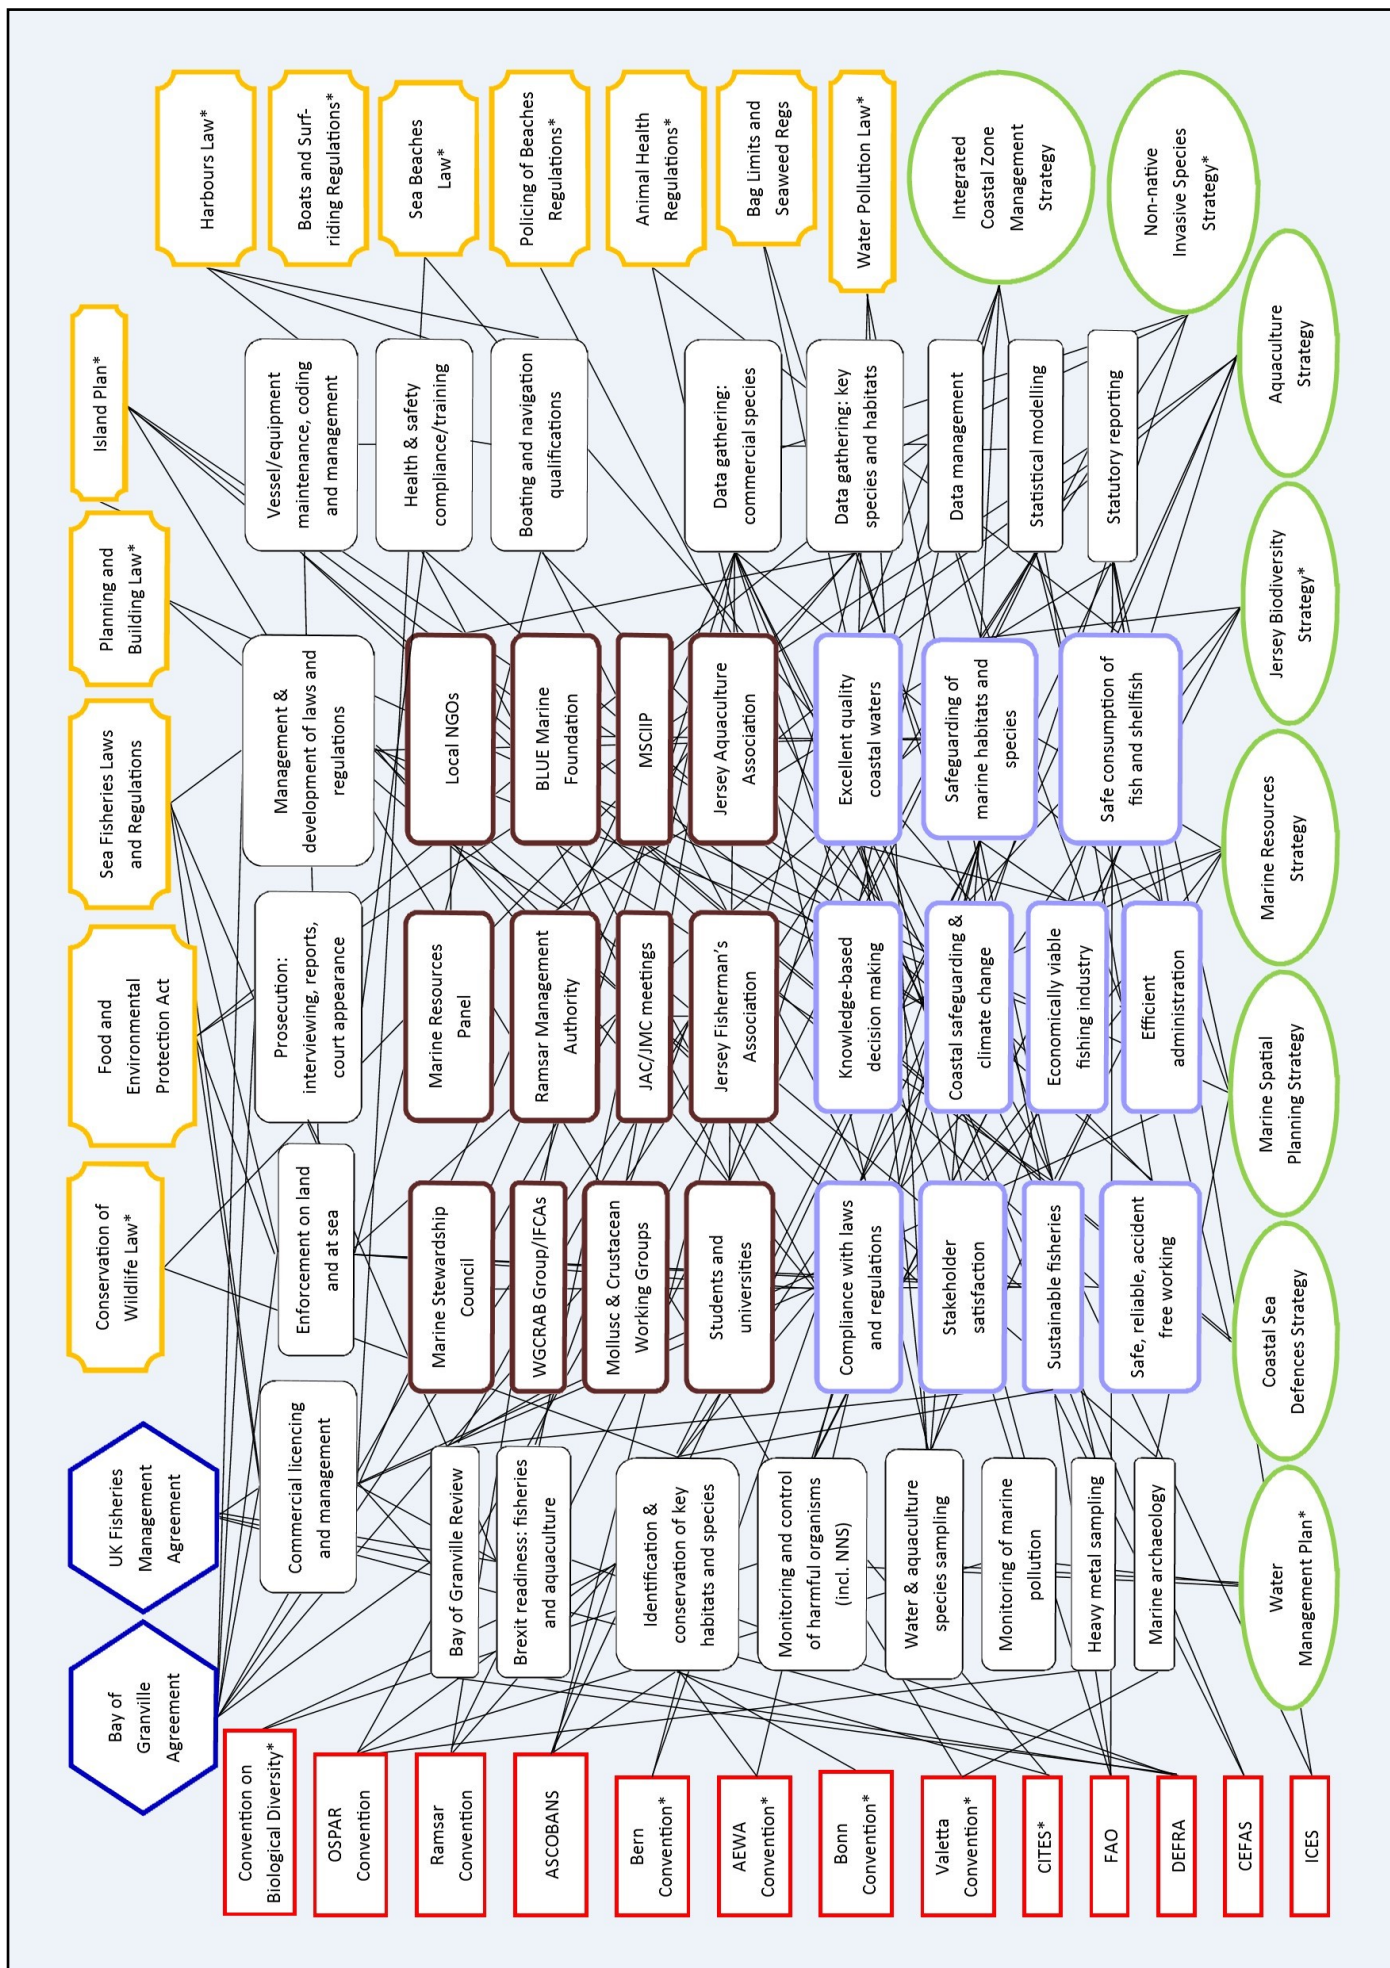 Bay of
Granville
Agreement
UK Fisheries
Management
Agreement
Conservation of
Wildlife Law*
Food and
Environmental
Protection Act
Sea Fisheries Laws
and Regulations
Planning and
Building Law*
Island Plan*
Harbours Law*
Boats and Surf-
riding Regulations*
Sea Beaches
Law*
Policing of Beaches
Regulations*
Animal Health
Regulations*
Bag Limits and
Seaweed Regs
Water Pollution Law*
Integrated
Coastal Zone
Management
Strategy
Non-native
Invasive Species
Strategy*
Aquaculture
Strategy
Jersey Biodiversity
Strategy*
Marine Resources
Strategy
Marine Spatial
Planning Strategy
Coastal Sea
Defences Strategy
Water
Management Plan*
Convention on
Biological Diversity*
OSPAR
Convention
Ramsar
Convention
ASCOBANS
Bern
Convention*
AEWA
Convention*
Bonn
Convention*
Valetta
Convention*
CITES*
FAO
DEFRA
CEFAS
ICES
Commercial licencing
and management
Enforcement on land
and at sea
Prosecution:
interviewing, reports,
court appearance
Management &
development of laws and
regulations
Vessel/equipment
maintenance, coding
and management
Health & safety
compliance/training
Boating and navigation
qualifications
Data gathering:
commercial species
Data gathering: key
species and habitats
Data management
Statistical modelling
Statutory reporting
Bay of Granville Review
Brexit readiness: fisheries
and aquaculture
Identification &
conservation of key
habitats and species
Monitoring and control
of harmful organisms
(incl. NNS)
Water & aquaculture
species sampling
Monitoring of marine
pollution
Heavy metal sampling
Marine archaeology
Marine Stewardship
Council
WGCRAB Group/IFCAs
Mollusc & Crustacean
Working Groups
Students and
universities
Marine Resources
Panel
Ramsar Management
Authority
JAC/JMC meetings
Jersey Fisherman's
Association
Local NGOs
BLUE Marine
Foundation
MSCIIP
Jersey Aquaculture
Association
Compliance with laws
and regulations
Stakeholder
satisfaction
Sustainable fisheries
Safe, reliable, accident
free working
Knowledge-based
decision making
Coastal safeguarding &
climate change
Economically viable
fishing industry
Efficient
administration
Excellent quality
coastal waters
Safeguarding of
marine habitats and
species
Safe consumption of
fish and shellfish